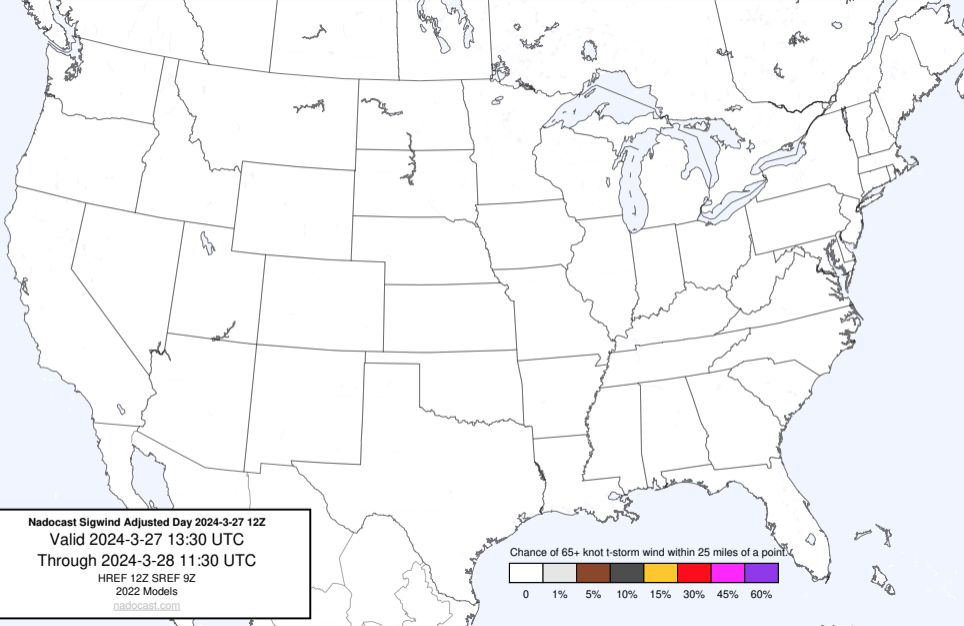 Nadocast Sigwind Adjusted Day 2024-3-27 12Z
Valid 2024-3-27 13:30 UTC
Through 2024-3-28 11:30 UTC
HREF 12Z SREF 9Z
2022 Models
nadocast.com
Chance of 65+ knot t-storm wind within 25 miles of a point.
0 1% 5% 10% 15% 30% 45% 60%